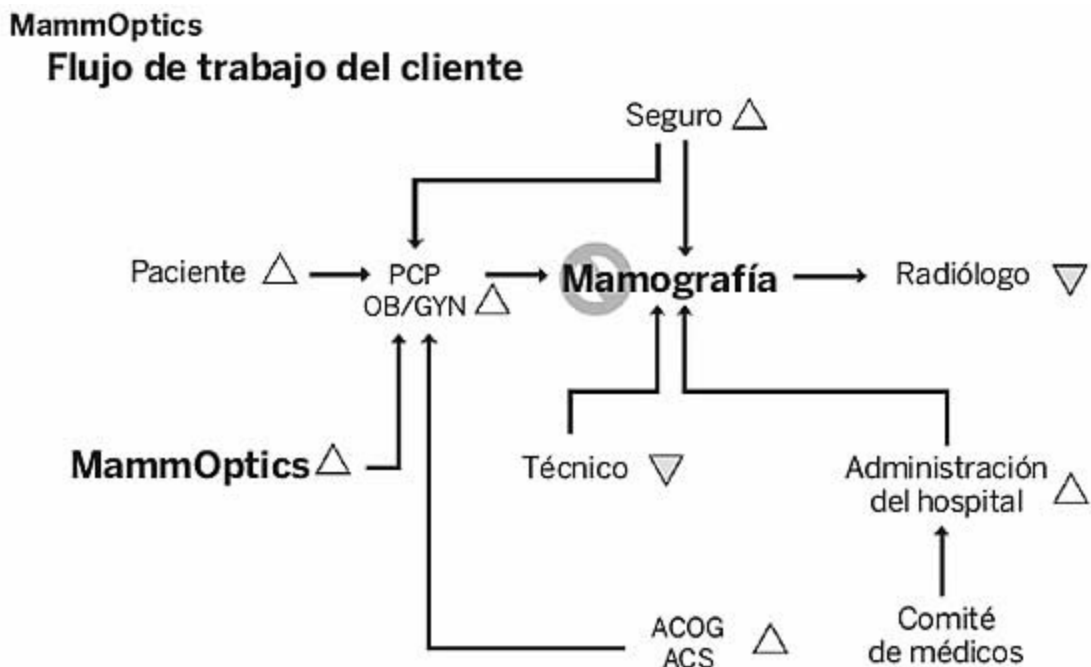 MammOptics
Flujo de trabajo del cliente
Seguro
Paciente
PCP
OB/GYN
Mamografía
Radiólogo
MammOptics
Técnico
Administración
del hospital
ACOG
ACS
Comité
de médicos